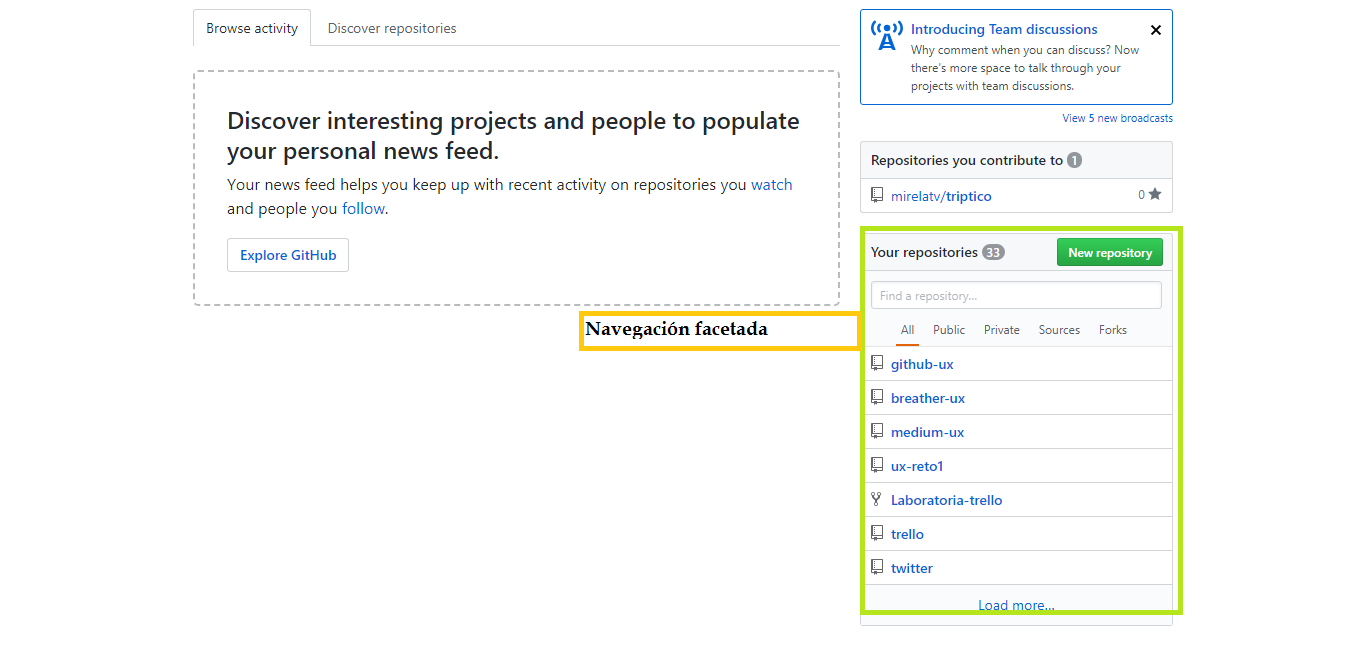 Browse activity
Discover repositories
Discover interesting projects and people to populate
your personal news feed.
Your news feed helps you keep up with recent activity on repositories you watch
and people you follow.
Explore GitHub
Navegación facetada
Introducing Team discussions
Why comment when you can discuss? Now
there's more space to talk through your
projects with team discussions.
View 5 new broadcasts
Repositories you contribute to 1
mirelatv/triptico 0
Your repositories 33
New repository
Find a repository...
All Public Private Sources Forks
github-ux
breather-ux
medium-ux
ux-reto1
Laboratoria-trello
trello
twitter
Load more...